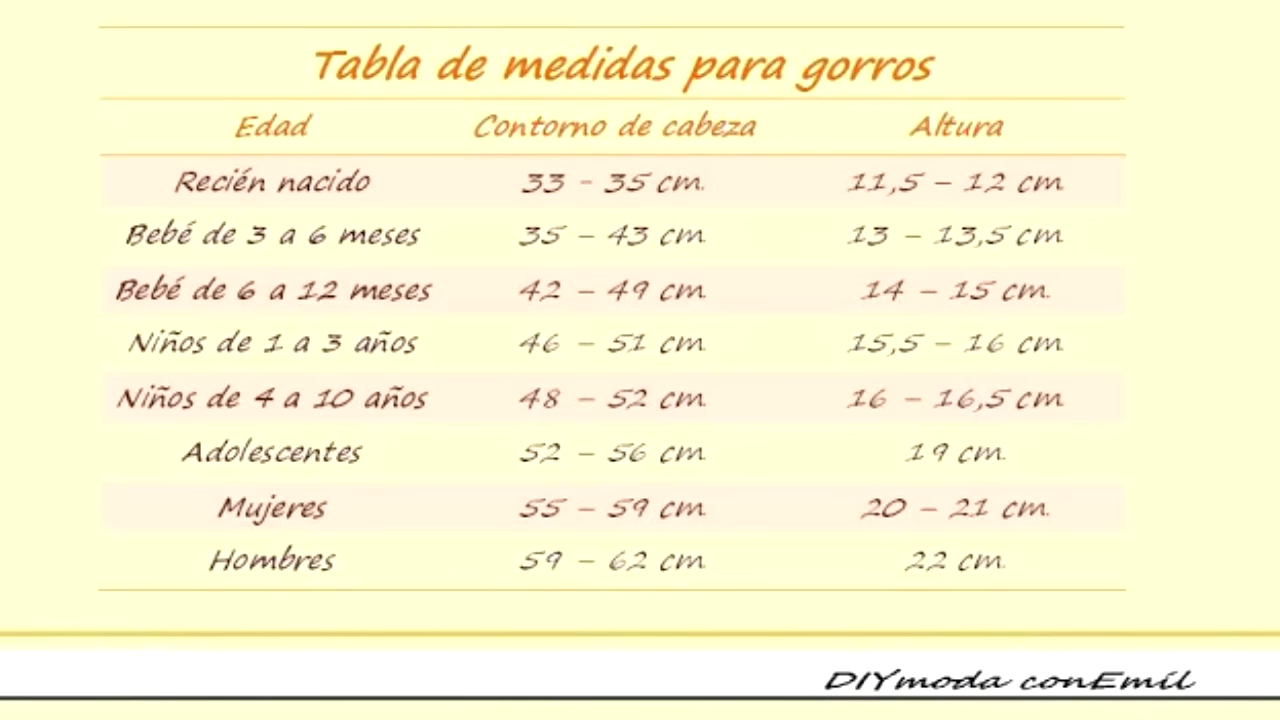 Tabla de medidas para gorros
Edad Contorno de cabeza Altura
Recién nacido 33 - 35 cm. 11,5 – 12 cm.
Bebé de 3 a 6 meses 35 – 43 cm. 13 – 13,5 cm.
Bebé de 6 a 12 meses 42 – 49 cm. 14 – 15 cm.
Niños de 1 a 3 años 46 – 51 cm. 15,5 – 16 cm.
Niños de 4 a 10 años 48 – 52 cm. 16 – 16,5 cm.
Adolescentes 52 – 56 cm. 19 cm.
Mujeres 55 – 59 cm. 20 – 21 cm.
Hombres 59 – 62 cm. 22 cm.
DIYmoda conEmil